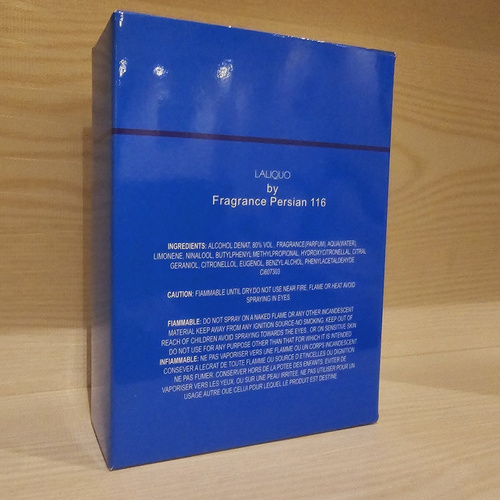 LALIQUO
by
Fragrance Persian 116
INGREDIENTS: ALCOHOL DENAT, 80% VOL, FRAGRANCE(PARFUM), AQUA(WATER),
LIMONENE, NINALOOL, BUTYLPHENYL METHYLPROPIONAL, HYDROXYCITRONELLAL, CITRAL
GERANIOL, CITRONELLOL, EUGENOL, BENZYL ALCHOL, PHENYLACETALDEHYDE
CI607303
CAUTION: FIAMMABLE UNTIL DRY.DO NOT USE NEAR FIRE, FLAME OR HEAT AVOID
SPRAYING IN EYES
FIAMMABLE: DO NOT SPRAY ON A NAKED FLAME OR ANY OTHER INCANDESCENT
MATERIAL KEEP AWAY FROM ANY IGNITION SOURCE-NO SMOKING. KEEP OUT OF
REACH OF CHILDREN AVOID SPRAYING TOWARDS THE EYES, OR ON SENSITIVE SKIN
DO NOT USE FOR ANY PURPOSE OTHER THAN THAT FOR WHICH IT IS INTENDED
INFIAMMABLE: NE PAS VAPORISER VERS UNE FLAMME OU UN CORPS INCANDESCENT
CONSEVER A LECRAT DE TOUTE FLAMME OU SOURCE D'ETINCELLES OU DIGNITION
NE PAS FUMER. CONSERVER HORS DE LA POTEE DES ENFANTS. EVITER DE
VAPORISER VERS LES YEUX, OU SUR UNE PEAU IRRITEE, NE PAS UTILISER POUR UN
USAGE AUTRE QUE CELUI POUR LEQUEL LE PRODUIT EST DESTINE